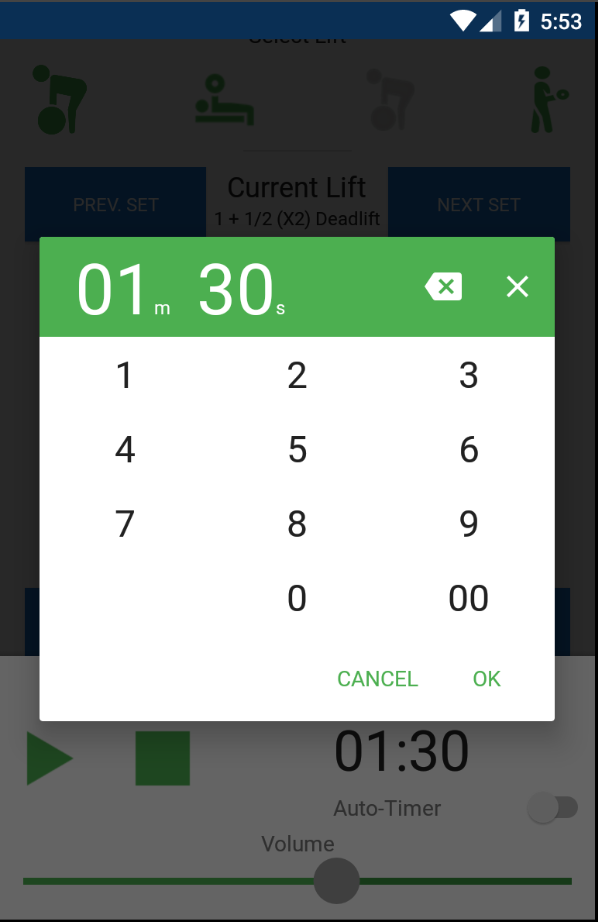 5:53
Select Lift
PREV. SET
Current Lift
NEXT SET
1 + 1/2 (X2) Deadlift
01m 30s
1 2 3
4 5 6
7 8 9
0 00
CANCEL OK
01:30
Auto-Timer
Volume